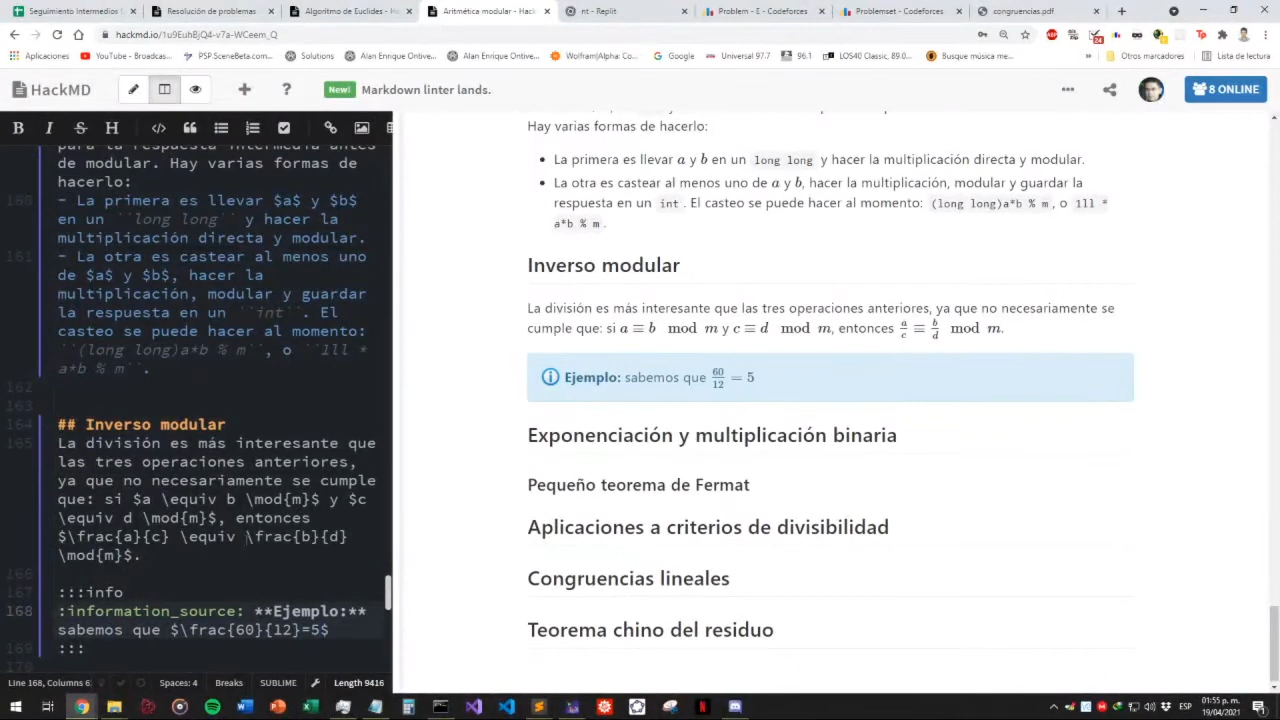 Seguimiento Institutos
Resolución de problemas
Algoritmo de Euclides - H
Aritmética modular - Hack
nt - Replit
Problem - E - Codeforces
Problemset - Codeforces
congruencias.pdf
hackmd.io/1u9EuhBjQ4-v7a-WCeem_Q
Aplicaciones
YouTube - Broadcas...
PSP.SceneBeta.com...
Solutions
Alan Enrique Ontive...
Alan Enrique Ontive...
Wolfram|Alpha: Co...
Google
Universal 97.7
96.1
LOS40 Classic, 89.0...
Busque música me...
»
Otros marcadores
Lista de lectura
HackMD
New!
Markdown linter lands.
8 ONLINE
B I S H
para la respuesta intermedia antes
de modular. Hay varias formas de
hacerlo:
160 - La primera es llevar $a$ y $b$
en un ``long long`` y hacer la
multiplicación directa y modular.
161 - La otra es castear al menos uno
de $a$ y $b$, hacer la
multiplicación, modular y guardar
la respuesta en un ``int``. El
casteo se puede hacer al momento:
``(long long)a*b % m``, o ``1ll *
a*b % m``.
162
163
164 ## Inverso modular
165 La división es más interesante que
las tres operaciones anteriores,
ya que no necesariamente se cumple
que: si $a \equiv b \mod{m}$ y $c
\equiv d \mod{m}$, entonces
$\frac{a}{c} \equiv \frac{b}{d}
\mod{m}$.
166
167 :::info
168 :information_source: **Ejemplo:**
sabemos que $\frac{60}{12}=5$
169 :::
170
Line 168, Columns 63
Spaces: 4
Breaks
SUBLIME
Length 9416
Hay varias formas de hacerlo:
• La primera es llevar a y b en un long long y hacer la multiplicación directa y modular.
• La otra es castear al menos uno de a y b, hacer la multiplicación, modular y guardar la
respuesta en un int. El casteo se puede hacer al momento: (long long)a*b % m, o 1ll *
a*b % m.
Inverso modular
La división es más interesante que las tres operaciones anteriores, ya que no necesariamente se
cumple que: si a ≡ b mod m y c ≡ d mod m, entonces a/c ≡ b/d mod m.
Ejemplo: sabemos que 60/12 = 5
Exponenciación y multiplicación binaria
Pequeño teorema de Fermat
Aplicaciones a criterios de divisibilidad
Congruencias lineales
Teorema chino del residuo
ESP
01:55 p. m.
19/04/2021